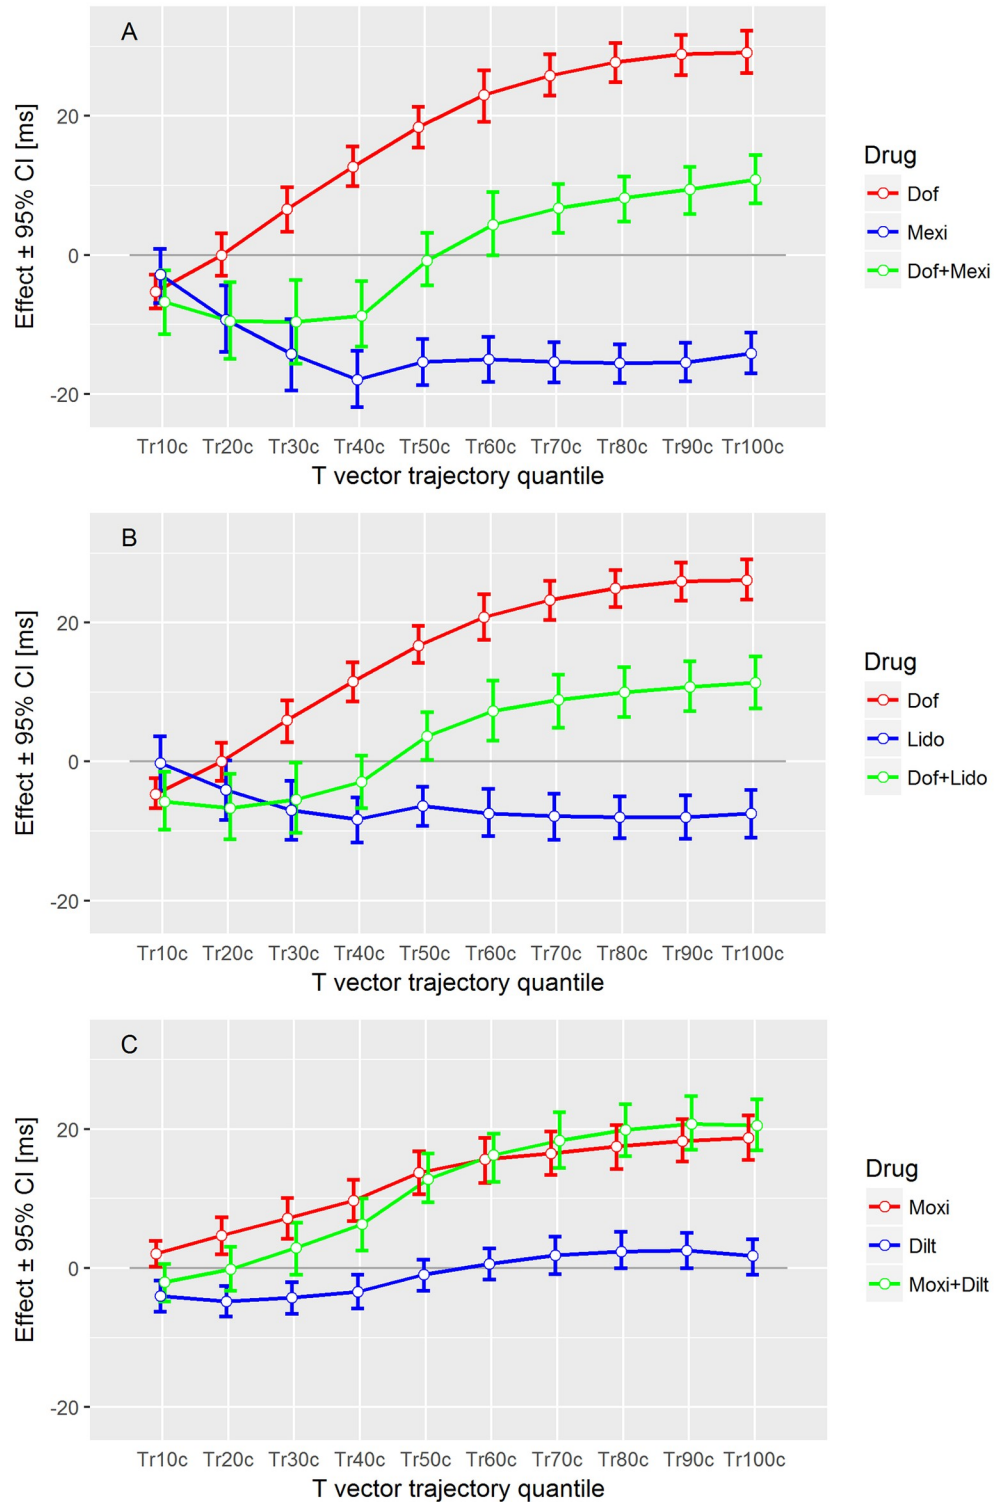 A
Effect ± 95% CI [ms]
20
0
-20
Tr10c Tr20c Tr30c Tr40c Tr50c Tr60c Tr70c Tr80c Tr90c Tr100c
T vector trajectory quantile
Drug
Dof
Mexi
Dof+Mexi
B
Effect ± 95% CI [ms]
20
0
-20
Tr10c Tr20c Tr30c Tr40c Tr50c Tr60c Tr70c Tr80c Tr90c Tr100c
T vector trajectory quantile
Drug
Dof
Lido
Dof+Lido
C
Effect ± 95% CI [ms]
20
0
-20
Tr10c Tr20c Tr30c Tr40c Tr50c Tr60c Tr70c Tr80c Tr90c Tr100c
T vector trajectory quantile
Drug
Moxi
Dilt
Moxi+Dilt